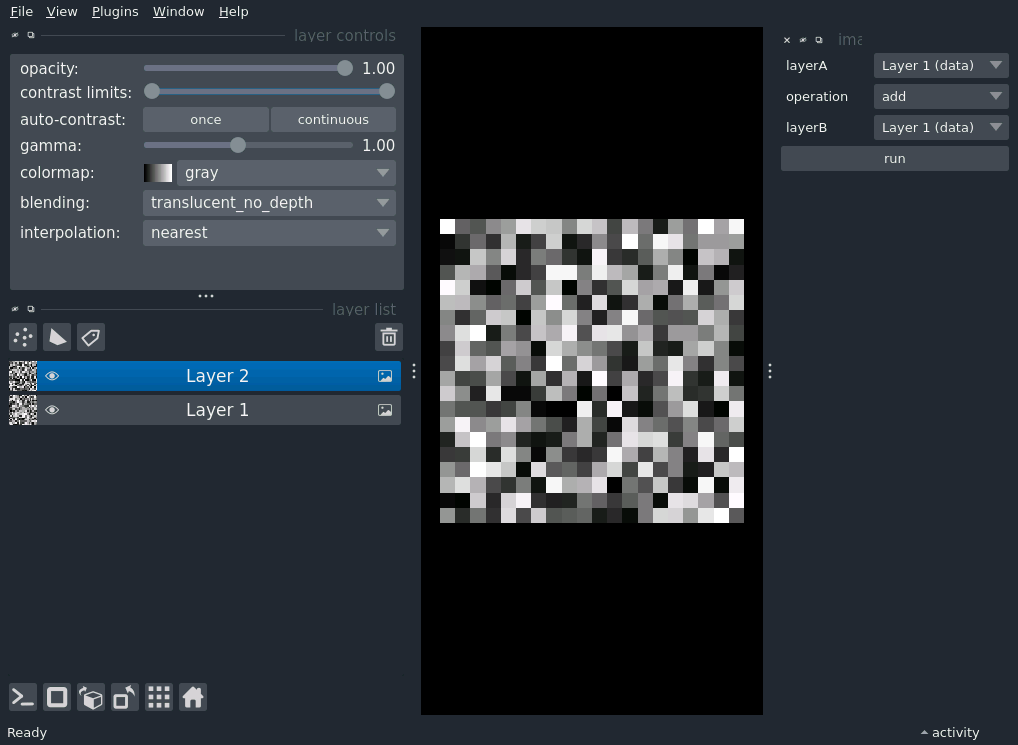 File View Plugins Window Help
layer controls
opacity: 1.00
contrast limits:
auto-contrast: once continuous
gamma: 1.00
colormap: gray
blending: translucent_no_depth
interpolation: nearest
layer list
Layer 2
Layer 1
Ready
ima
layerA Layer 1 (data)
operation add
layerB Layer 1 (data)
run
activity